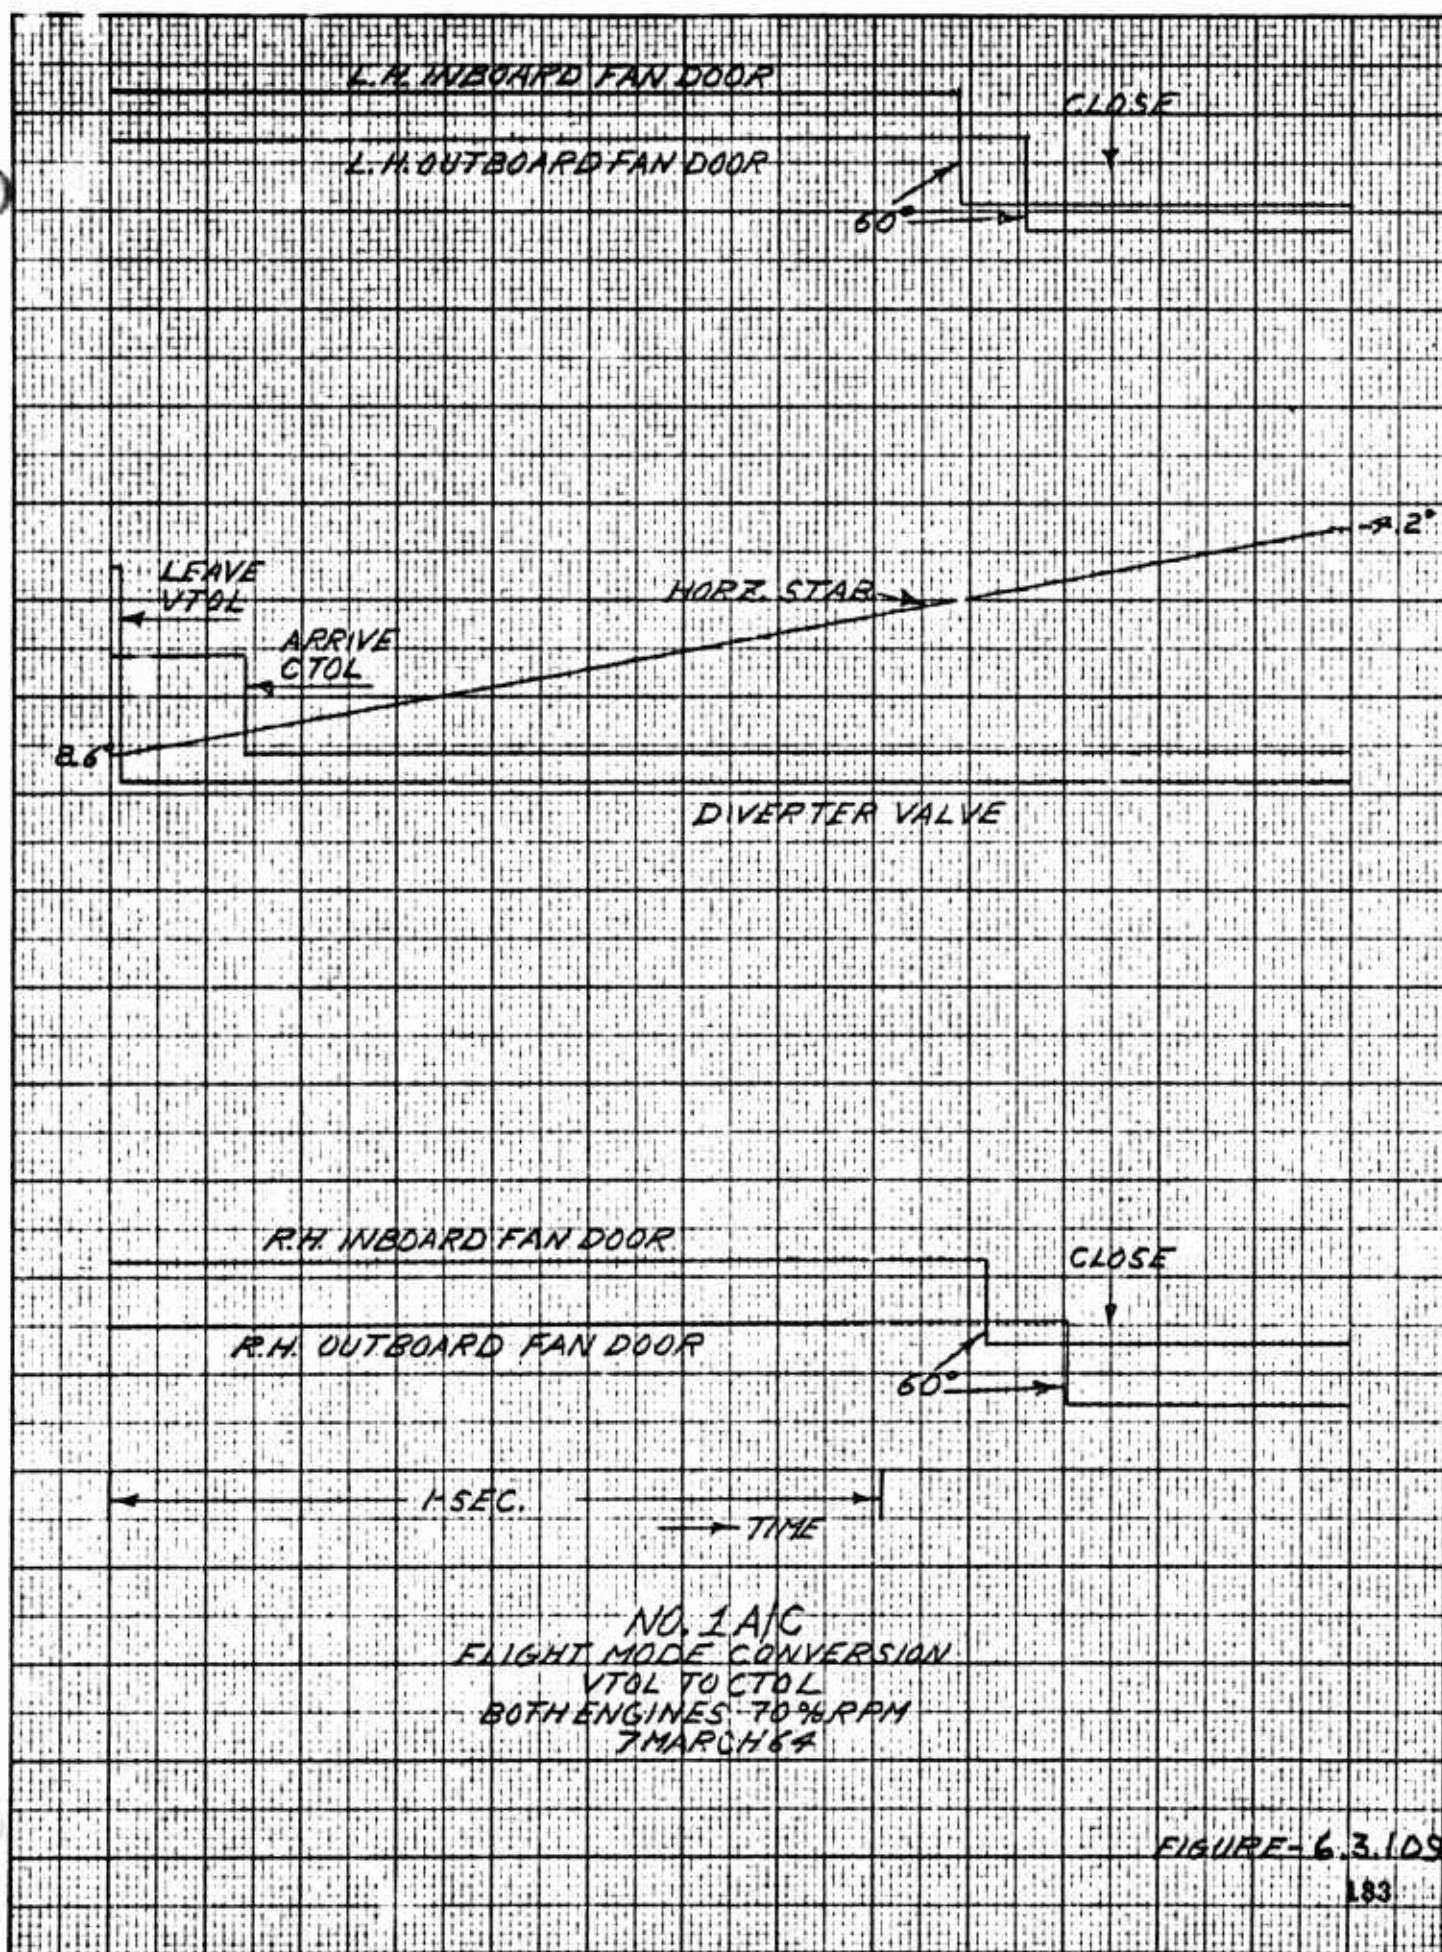 L.H. INBOARD FAN DOOR
CLOSE
L.H. OUTBOARD FAN DOOR
60°
LEAVE
VTOL
HORZ. STAB
ARRIVE
CTOL
8.6
DIVERTER VALVE
R.H. INBOARD FAN DOOR
CLOSE
R.H. OUTBOARD FAN DOOR
60°
1-SEC.
TIME
NO. 1 A/C
FLIGHT MODE CONVERSION
VTOL TO CTOL
BOTH ENGINES 70% RPM
7 MARCH 64
FIGURE-6.3.1DS
183